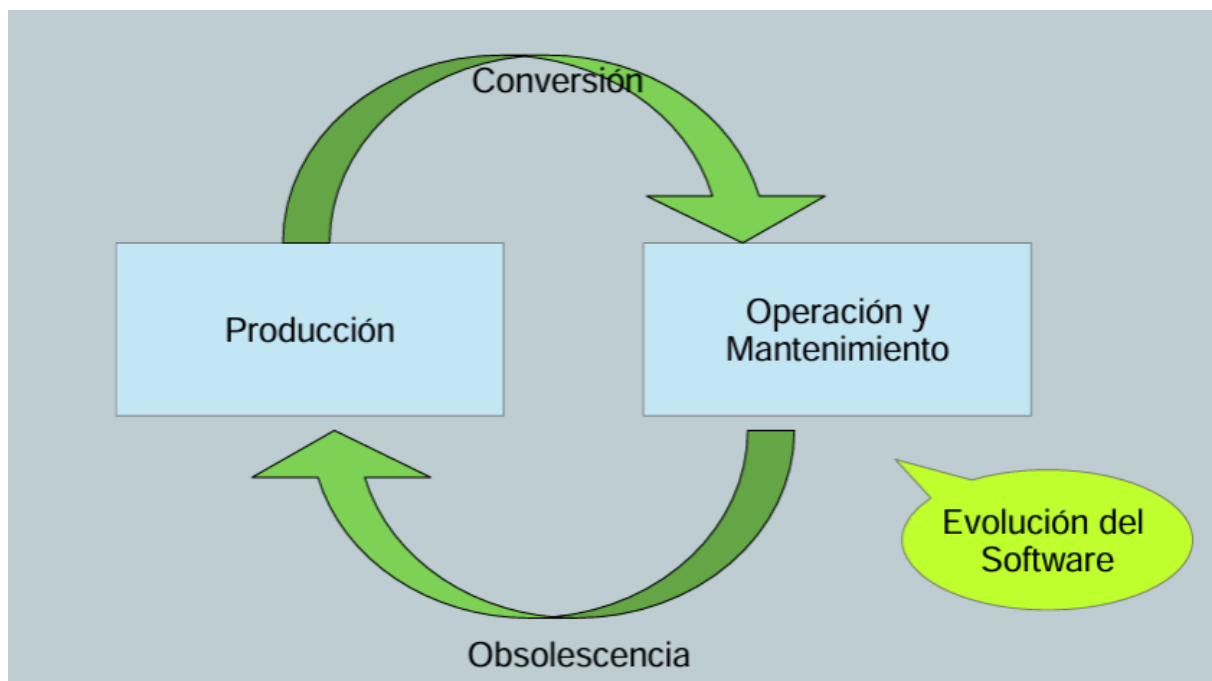 Conversión
Producción
Operación y
Mantenimiento
Evolución del
Software
Obsolescencia